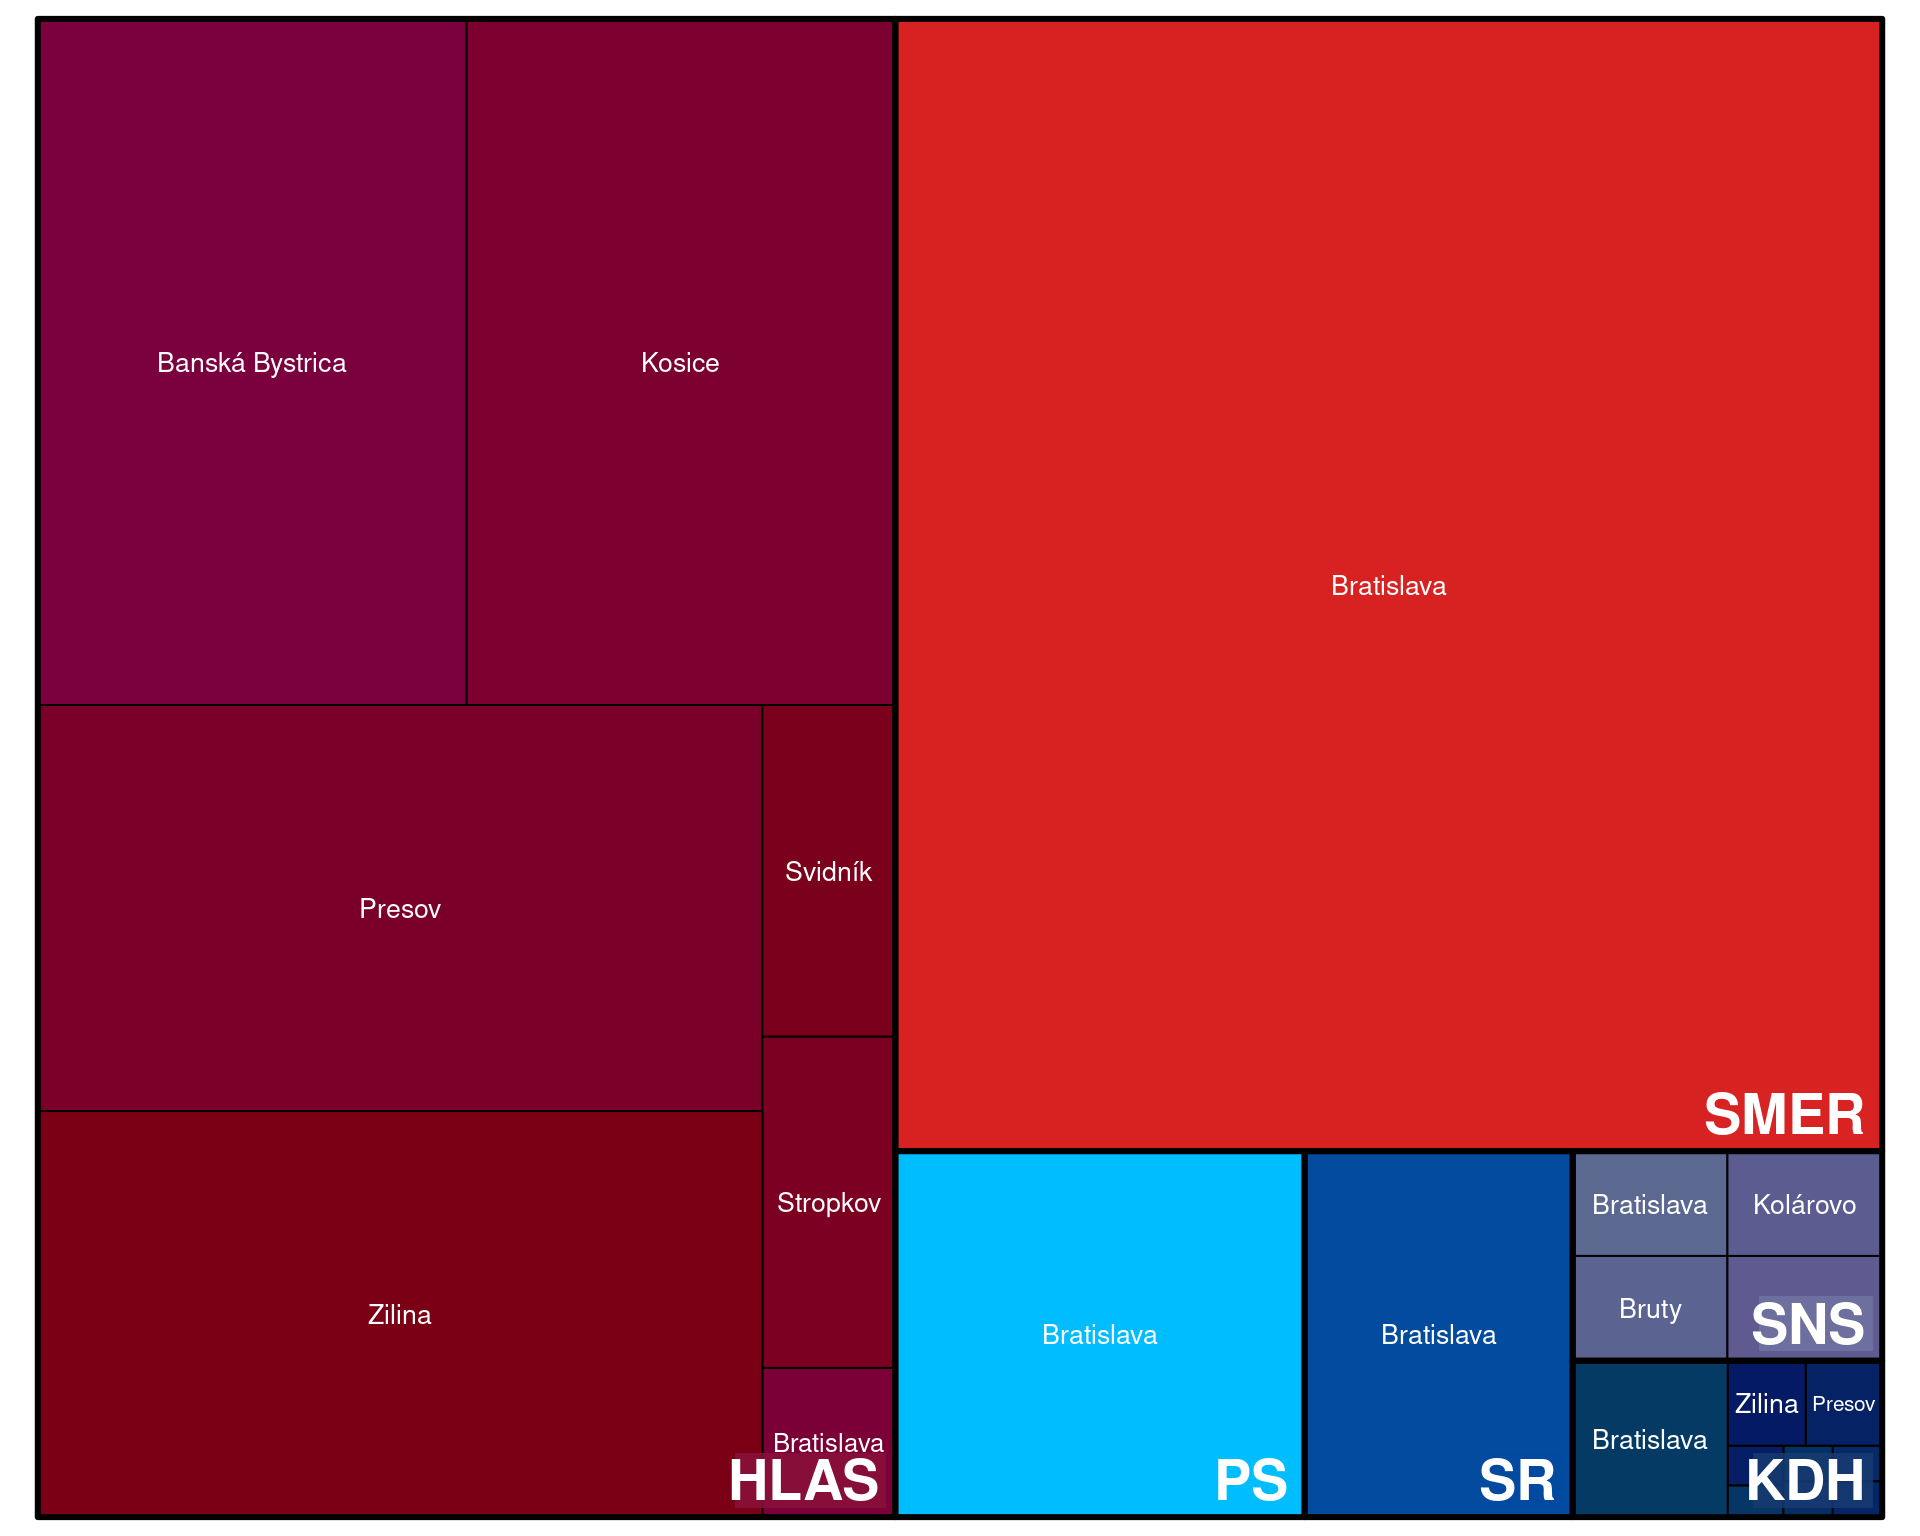 Banská Bystrica
Kosice
Presov
Svidník
Stropkov
Zilina
Bratislava
HLAS
Bratislava
SMER
Bratislava
PS
Bratislava
SR
Bratislava
Kolárovo
Bruty
SNS
Bratislava
Zilina
Presov
KDH